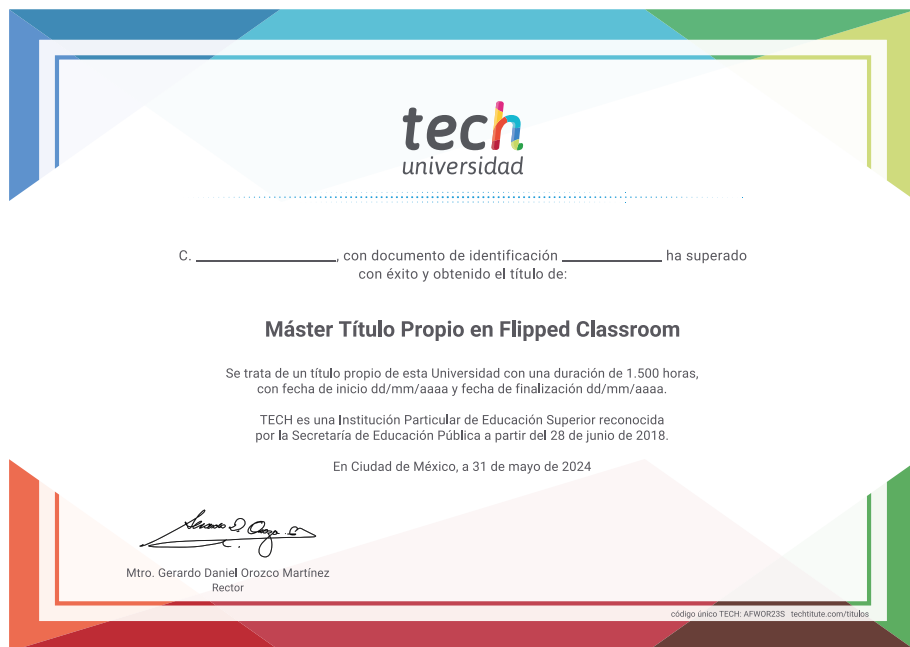 tech
universidad
C. ________________, con documento de identificación ____________ ha superado
con éxito y obtenido el título de:
Máster Título Propio en Flipped Classroom
Se trata de un título propio de esta Universidad con una duración de 1.500 horas,
con fecha de inicio dd/mm/aaaa y fecha de finalización dd/mm/aaaa.
TECH es una Institución Particular de Educación Superior reconocida
por la Secretaría de Educación Pública a partir del 28 de junio de 2018.
En Ciudad de México, a 31 de mayo de 2024
Mtro. Gerardo Daniel Orozco Martínez
Rector
código único TECH: AFWOR23S techtitute.com/titulos